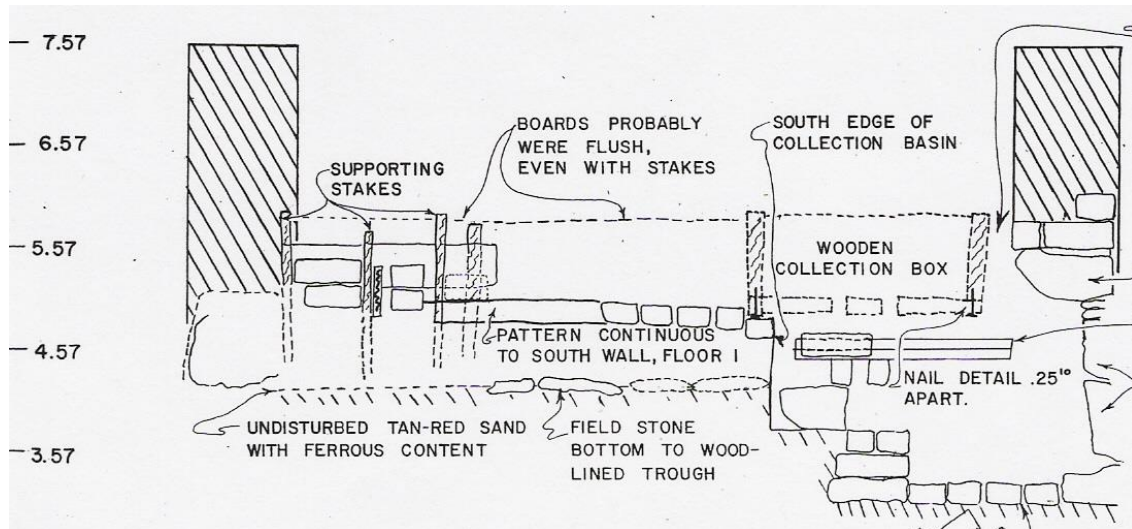 7.57
6.57
5.57
4.57
3.57
SUPPORTING
STAKES
BOARDS PROBABLY
WERE FLUSH,
EVEN WITH STAKES
SOUTH EDGE OF
COLLECTION BASIN
WOODEN
COLLECTION BOX
PATTERN CONTINUOUS
TO SOUTH WALL, FLOOR I
NAIL DETAIL .25'°
APART.
UNDISTURBED TAN-RED SAND
WITH FERROUS CONTENT
FIELD STONE
BOTTOM TO WOOD-
LINED TROUGH